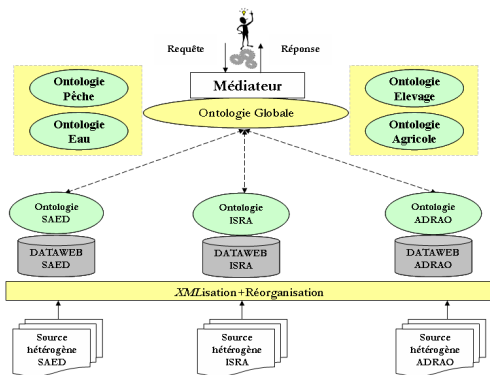 Requête
Réponse
Médiateur
Ontologie Globale
Ontologie
Pêche
Ontologie
Eau
Ontologie
Elevage
Ontologie
Agricole
Ontologie
SAED
Ontologie
ISRA
Ontologie
ADRAO
DATAWEB
SAED
DATAWEB
ISRA
DATAWEB
ADRAO
XMLisation+Réorganisation
Source
hétérogène
SAED
Source
hétérogène
ISRA
Source
hétérogène
ADRAO